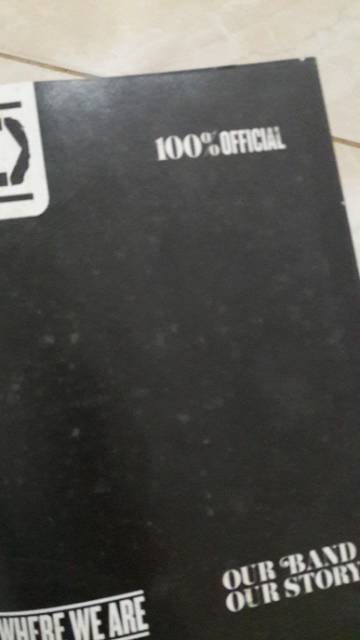 100% OFFICIAL
OUR BAND
OUR STORY
WHERE WE ARE